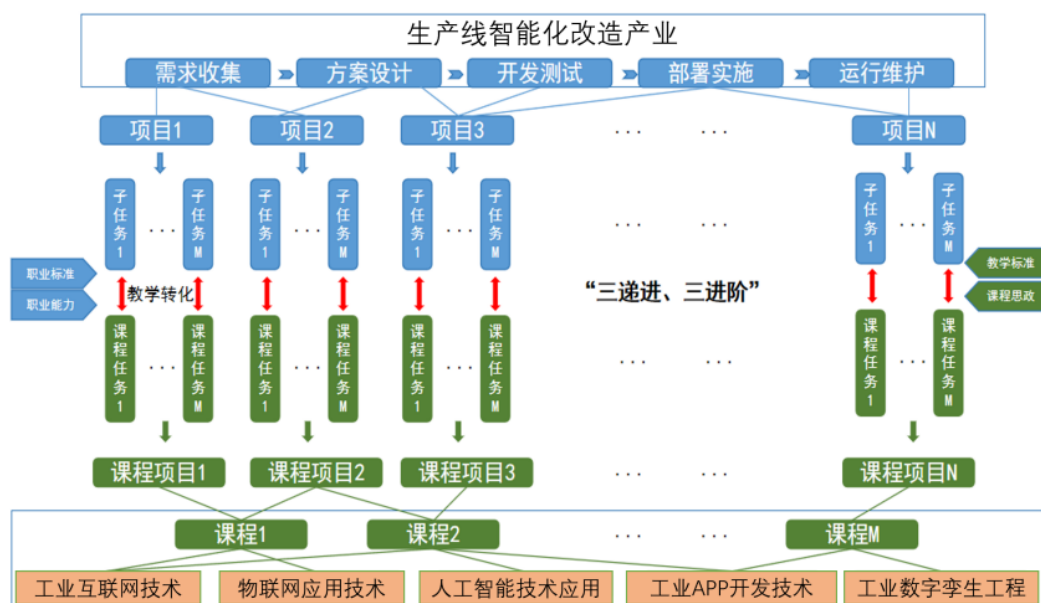 生产线智能化改造产业
需求收集 方案设计 开发测试 部署实施 运行维护
项目1 项目2 项目3 ··· ··· 项目N
子任务1 ··· 子任务M 子任务1 ··· 子任务M 子任务1 ··· 子任务M ··· ··· 子任务1 ··· 子任务M
职业标准
职业能力
教学转化
“三递进、三进阶”
教学标准
课程思政
课程任务1 ··· 课程任务M 课程任务1 ··· 课程任务M 课程任务1 ··· 课程任务M ··· ··· 课程任务1 ··· 课程任务M
课程项目1 课程项目2 课程项目3 ··· ··· 课程项目N
课程1 课程2 ··· ··· 课程M
工业互联网技术 物联网应用技术 人工智能技术应用 工业APP开发技术 工业数字孪生工程